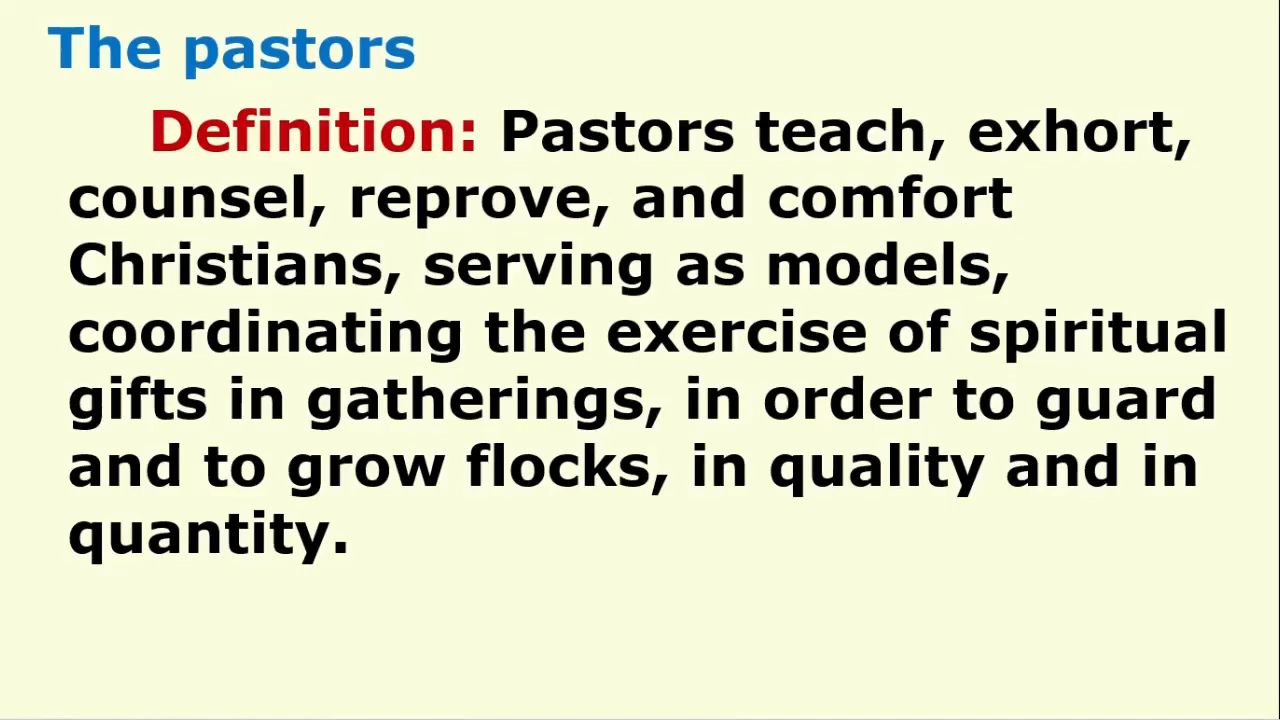 The pastors
Definition: Pastors teach, exhort,
counsel, reprove, and comfort
Christians, serving as models,
coordinating the exercise of spiritual
gifts in gatherings, in order to guard
and to grow flocks, in quality and in
quantity.